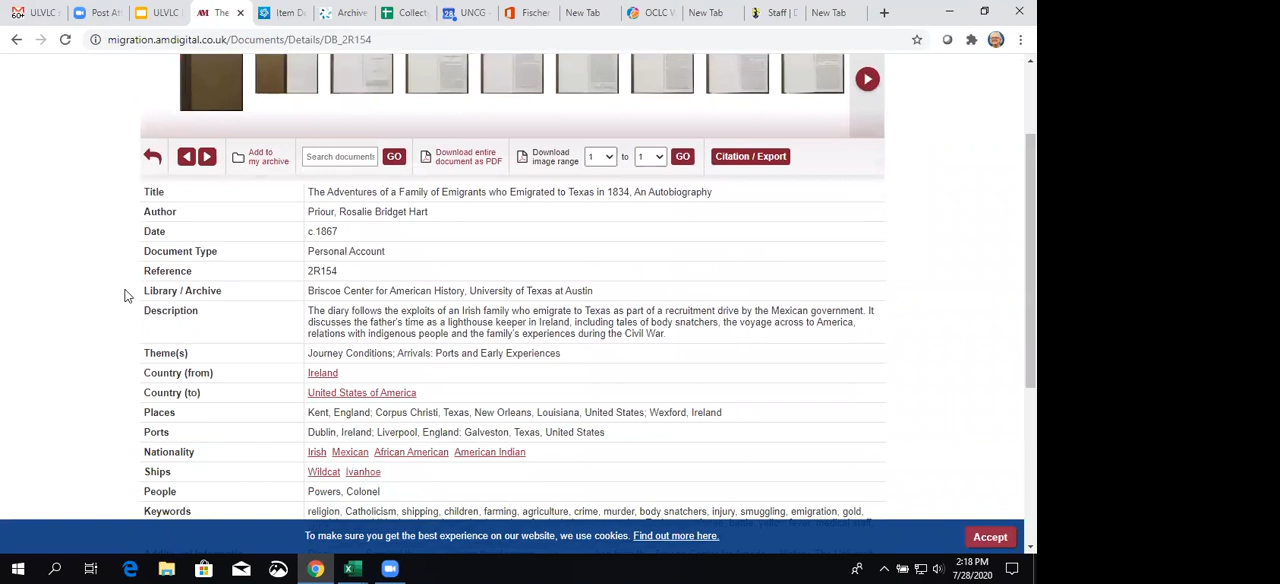 ULVLC
Post Att
ULVLC
AM The
Item De
Archive
Collect
28 UNCG
Fischer
New Tab
OCLC W
New Tab
Staff | D
New Tab
migration.amdigital.co.uk/Documents/Details/DB_2R154
Add to my archive
Search documents
GO
Download entire document as PDF
Download image range
1 to 1
GO
Citation / Export
Title The Adventures of a Family of Emigrants who Emigrated to Texas in 1834, An Autobiography
Author Priour, Rosalie Bridget Hart
Date c.1867
Document Type Personal Account
Reference 2R154
Library / Archive Briscoe Center for American History, University of Texas at Austin
Description The diary follows the exploits of an Irish family who emigrate to Texas as part of a recruitment drive by the Mexican government. It
discusses the father's time as a lighthouse keeper in Ireland, including tales of body snatchers, the voyage across to America,
relations with indigenous people and the family's experiences during the Civil War.
Theme(s) Journey Conditions; Arrivals: Ports and Early Experiences
Country (from) Ireland
Country (to) United States of America
Places Kent, England; Corpus Christi, Texas, New Orleans, Louisiana, United States; Wexford, Ireland
Ports Dublin, Ireland; Liverpool, England; Galveston, Texas, United States
Nationality Irish Mexican African American American Indian
Ships Wildcat Ivanhoe
People Powers, Colonel
Keywords religion, Catholicism, shipping, children, farming, agriculture, crime, murder, body snatchers, injury, smuggling, emigration, gold,
To make sure you get the best experience on our website, we use cookies. Find out more here.
Accept
2:18 PM
7/28/2020